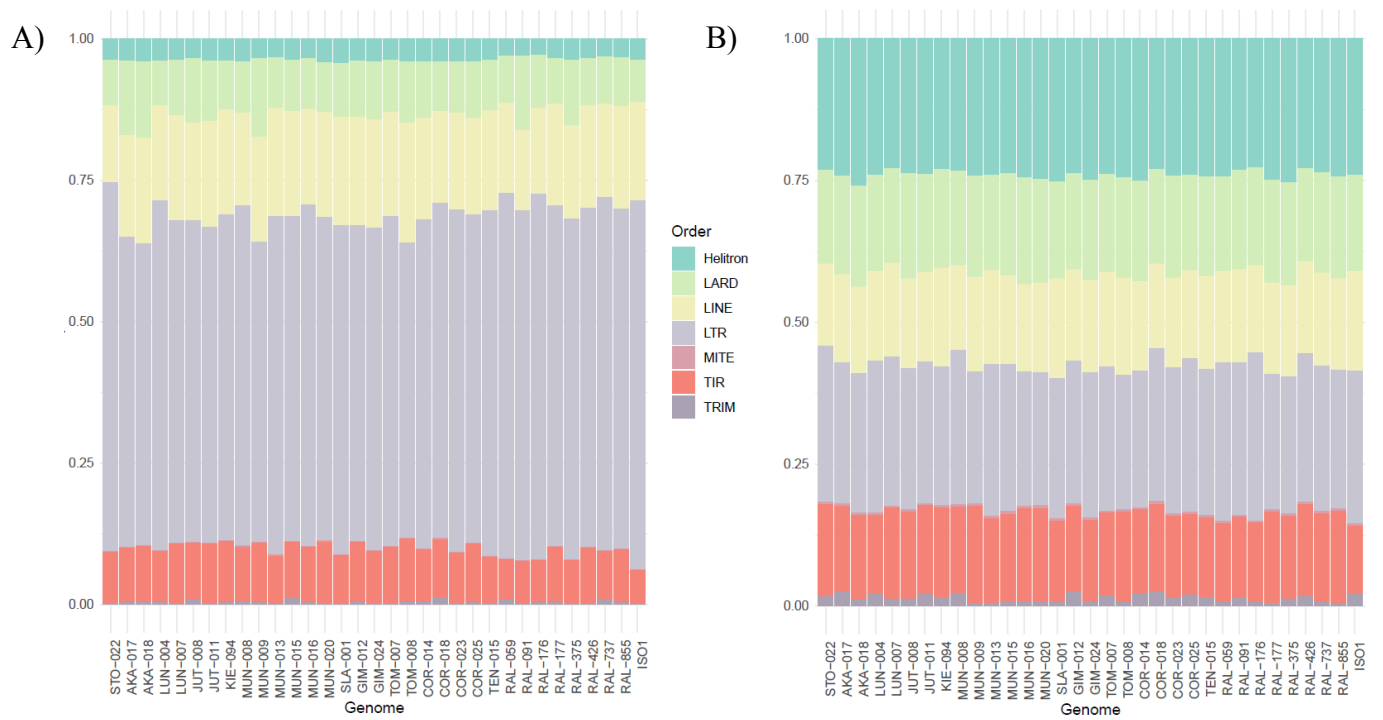 A)
1.00
0.75
0.50
0.25
0.00
STO-022
AKA-017
AKA-018
LUN-004
LUN-007
JUT-008
JUT-011
KIE-094
MUN-008
MUN-009
MUN-013
MUN-015
MUN-016
MUN-020
SLA-001
GIM-012
GIM-024
TOM-007
TOM-008
COR-014
COR-018
COR-023
COR-025
TEN-015
RAL-059
RAL-091
RAL-176
RAL-177
RAL-375
RAL-426
RAL-737
RAL-855
ISO1
Genome
Order
Helitron
LARD
LINE
LTR
MITE
TIR
TRIM
B)
1.00
0.75
0.50
0.25
0.00
STO-022
AKA-017
AKA-018
LUN-004
LUN-007
JUT-008
JUT-011
KIE-094
MUN-008
MUN-009
MUN-013
MUN-015
MUN-016
MUN-020
SLA-001
GIM-012
GIM-024
TOM-007
TOM-008
COR-014
COR-018
COR-023
COR-025
TEN-015
RAL-059
RAL-091
RAL-176
RAL-177
RAL-375
RAL-426
RAL-737
RAL-855
ISO1
Genome